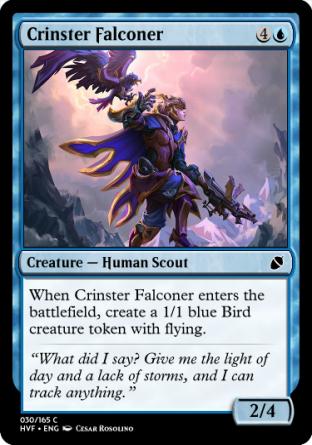 Crinster Falconer 4
Creature — Human Scout
When Crinster Falconer enters the
battlefield, create a 1/1 blue Bird
creature token with flying.
“What did I say? Give me the light of
day and a lack of storms, and I can
track anything.”
2/4
030/165 C
HVF • ENG Cesar Rosolino